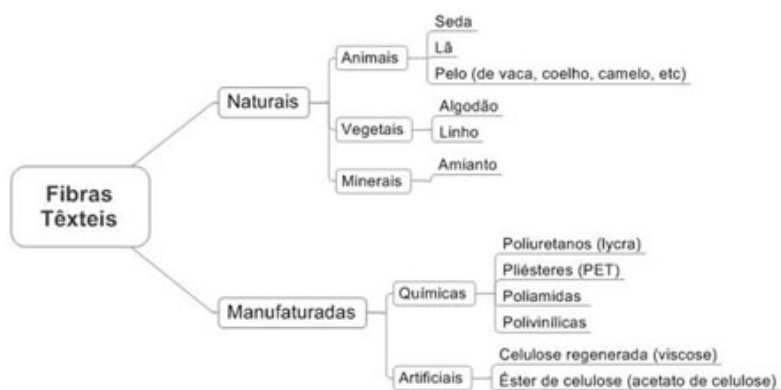 Fibras
Têxteis
Naturais
Animais
Seda
Lã
Pelo (de vaca, coelho, camelo, etc)
Vegetais
Algodão
Linho
Minerais
Amianto
Manufaturadas
Químicas
Poliuretanos (lycra)
Pliésteres (PET)
Poliamidas
Polivinílicas
Artificiais
Celulose regenerada (viscose)
Éster de celulose (acetato de celulose)